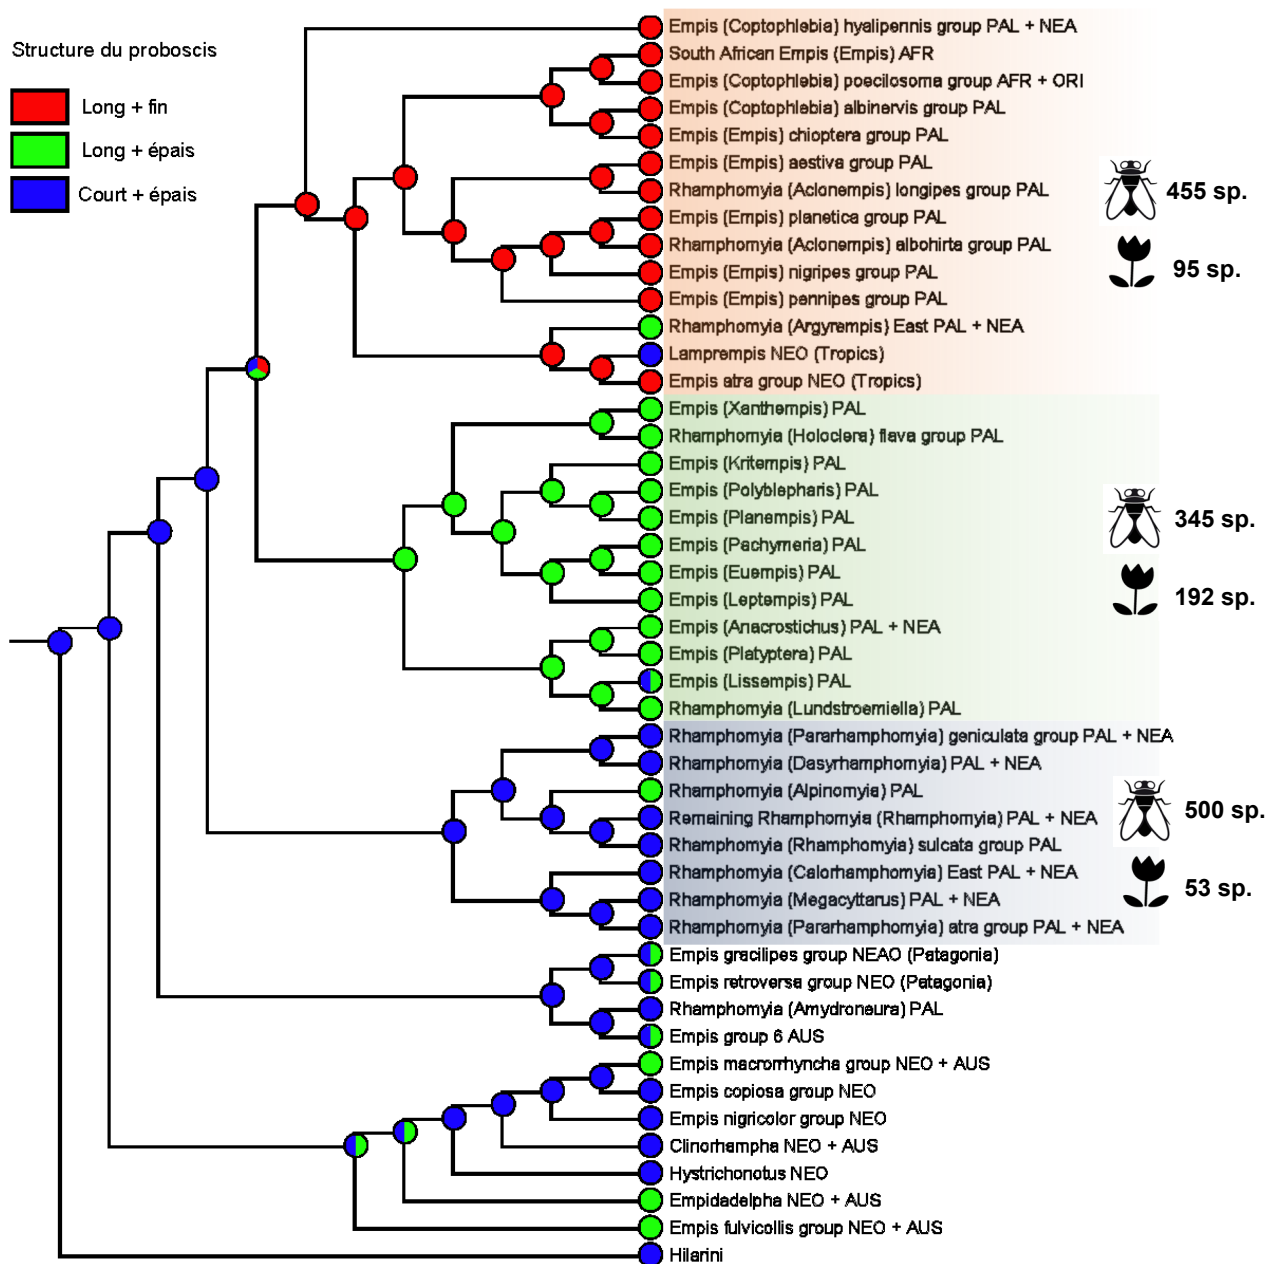 Structure du proboscis
Long + fin
Long + épais
Court + épais
Empis (Coptophlebia) hyalipennis group PAL + NEA
South African Empis (Empis) AFR
Empis (Coptophlebia) poecilosoma group AFR + ORI
Empis (Coptophlebia) albinervis group PAL
Empis (Empis) chioptera group PAL
Empis (Empis) aestiva group PAL
Rhamphomyia (Aclonempis) longipes group PAL
Empis (Empis) planetica group PAL
Rhamphomyia (Aclonempis) albohirta group PAL
Empis (Empis) nigripes group PAL
Empis (Empis) pennipes group PAL
Rhamphomyia (Argyrempis) East PAL + NEA
Lamprempis NEO (Tropics)
Empis atra group NEO (Tropics)
455 sp.
95 sp.
Empis (Xanthempis) PAL
Rhamphomyia (Holoclera) flava group PAL
Empis (Kritempis) PAL
Empis (Polyblepharis) PAL
Empis (Planempis) PAL
Empis (Pachymeria) PAL
Empis (Euempis) PAL
Empis (Leptempis) PAL
Empis (Anacrostichus) PAL + NEA
Empis (Platyptera) PAL
Empis (Lissempis) PAL
Rhamphomyia (Lundstroemiella) PAL
345 sp.
192 sp.
Rhamphomyia (Pararhamphomyia) geniculata group PAL + NEA
Rhamphomyia (Dasyrhamphomyia) PAL + NEA
Rhamphomyia (Alpinomyia) PAL
Remaining Rhamphomyia (Rhamphomyia) PAL + NEA
Rhamphomyia (Rhamphomyia) sulcata group PAL
Rhamphomyia (Calorhamphomyia) East PAL + NEA
Rhamphomyia (Megacyttarus) PAL + NEA
Rhamphomyia (Pararhamphomyia) atra group PAL + NEA
500 sp.
53 sp.
Empis gracilipes group NEAO (Patagonia)
Empis retroversa group NEO (Patagonia)
Rhamphomyia (Amydroneura) PAL
Empis group 6 AUS
Empis macrorrhyncha group NEO + AUS
Empis copiosa group NEO
Empis nigricolor group NEO
Clinorhampha NEO + AUS
Hystrichonotus NEO
Empidadelpha NEO + AUS
Empis fulvicollis group NEO + AUS
Hilarini